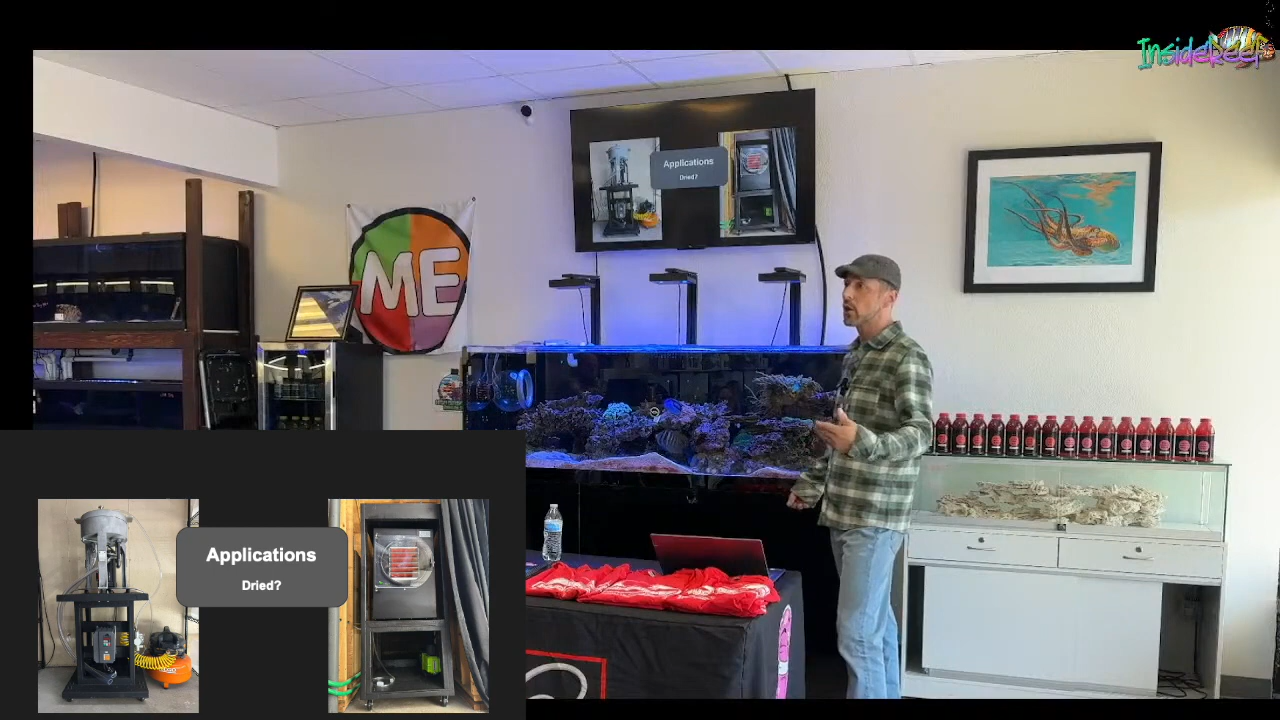 InsideReef
Applications
Dried?
ME
Applications
Dried?